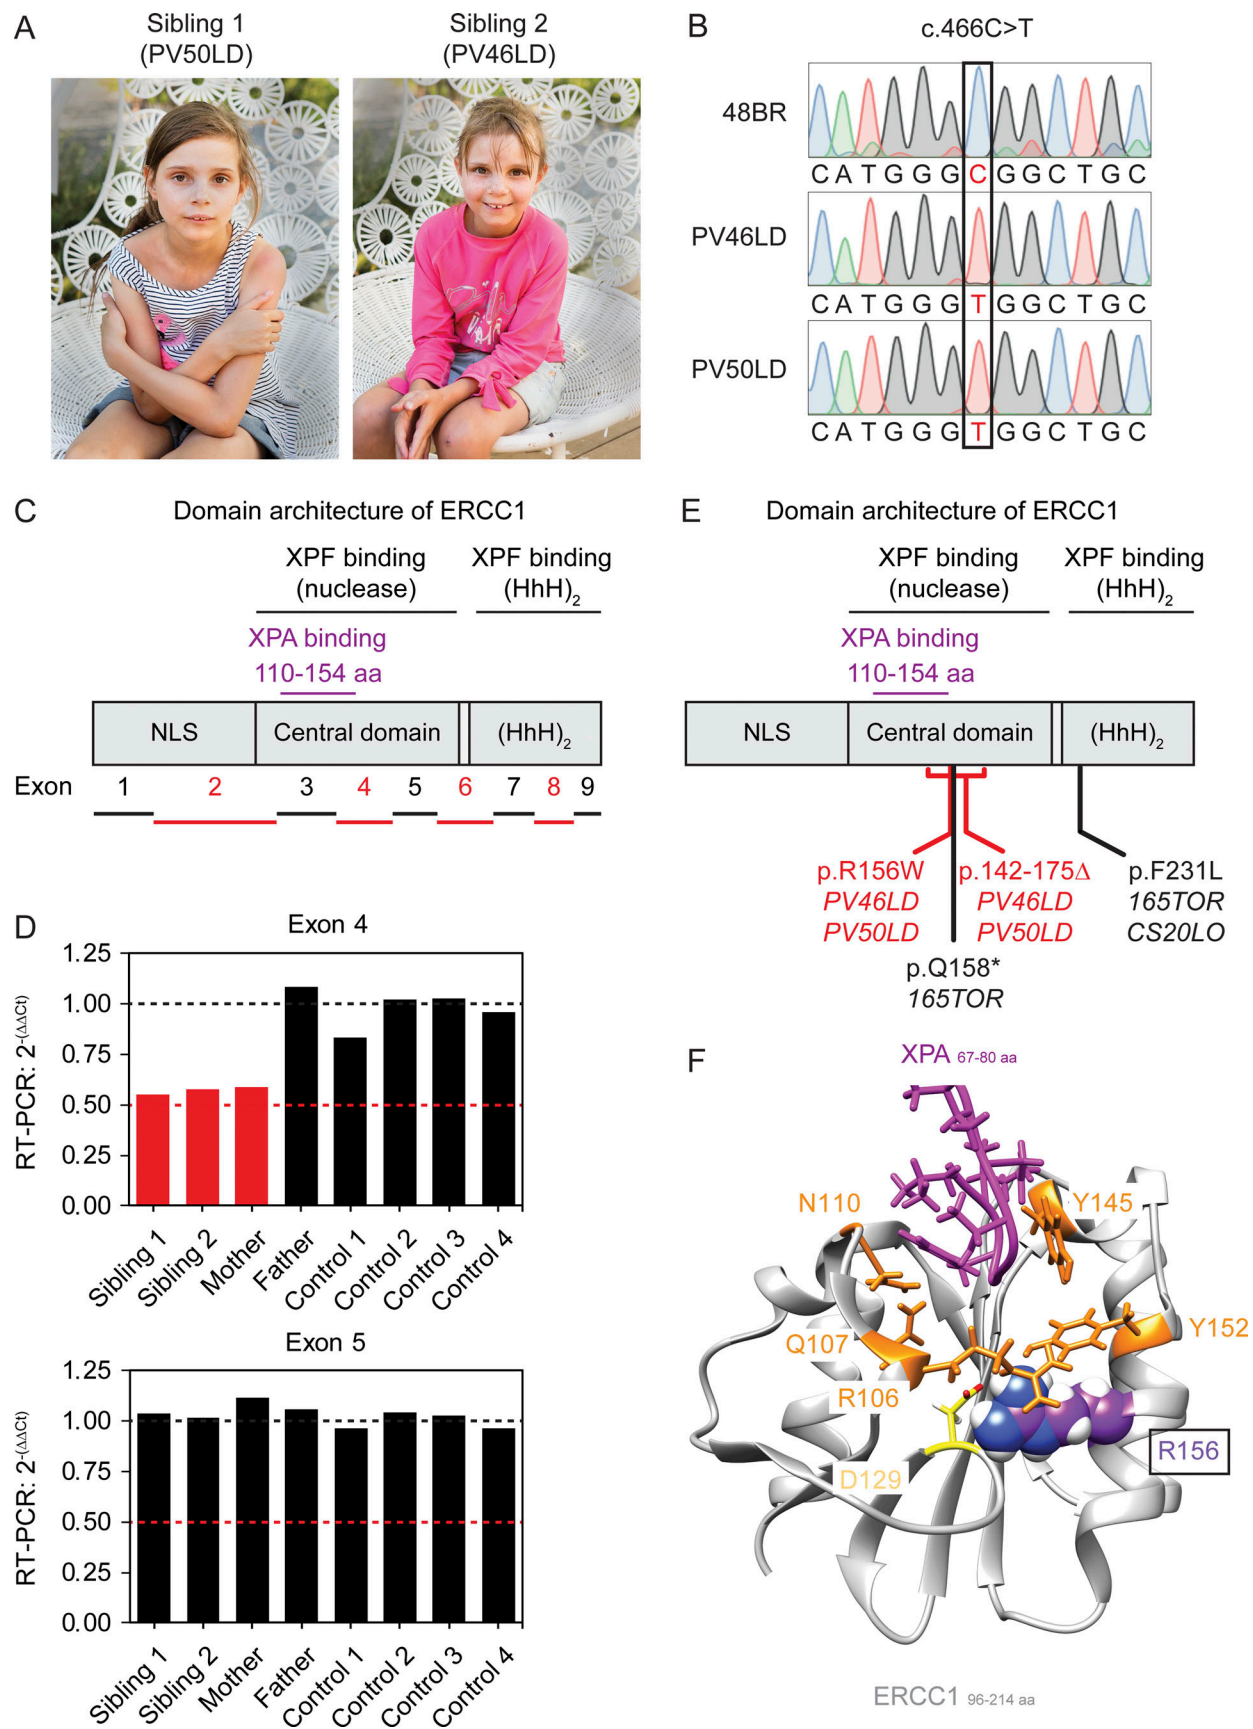 A
Sibling 1
(PV50LD)
Sibling 2
(PV46LD)
B
c.466C>T
48BR
C A T G G G C G G C T G C
PV46LD
C A T G G G T G G C T G C
PV50LD
C A T G G G T G G C T G C
C
Domain architecture of ERCC1
XPF binding
(nuclease)
XPF binding
(HhH)2
XPA binding
110-154 aa
NLS
Central domain
(HhH)2
Exon 1 2 3 4 5 6 7 8 9
E
Domain architecture of ERCC1
XPF binding
(nuclease)
XPF binding
(HhH)2
XPA binding
110-154 aa
NLS
Central domain
(HhH)2
p.R156W
PV46LD
PV50LD
p.142-175Δ
PV46LD
PV50LD
p.F231L
165TOR
CS20LO
p.Q158*
165TOR
D
Exon 4
RT-PCR: 2-(ΔΔCt)
1.25
1.00
0.75
0.50
0.25
0.00
Sibling 1
Sibling 2
Mother
Father
Control 1
Control 2
Control 3
Control 4
Exon 5
RT-PCR: 2-(ΔΔCt)
1.25
1.00
0.75
0.50
0.25
0.00
Sibling 1
Sibling 2
Mother
Father
Control 1
Control 2
Control 3
Control 4
F
XPA 67-80 aa
N110
Y145
Q107
Y152
R106
D129
R156
ERCC1 96-214 aa